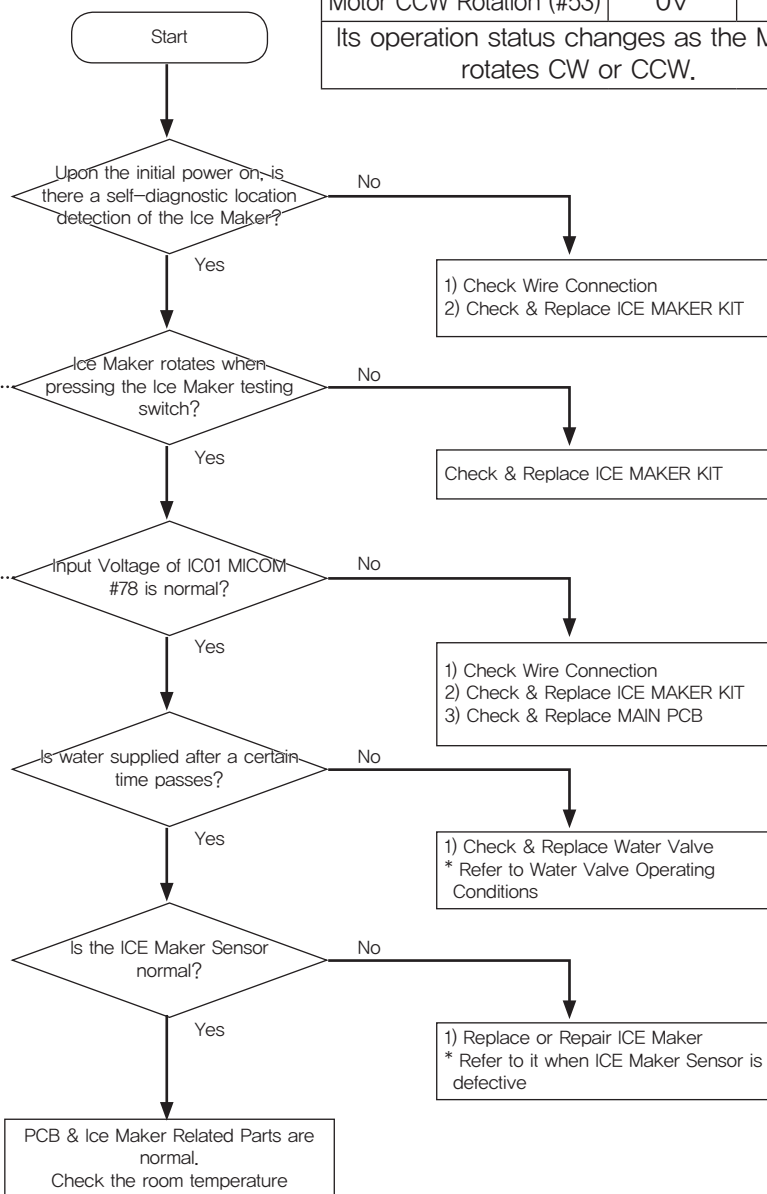 Motor CCW Rotation (#53) 0V
Its operation status changes as the
rotates CW or CCW.
Start
Upon the initial power on, is
there a self-diagnostic location
detection of the Ice Maker?
No
Yes
1) Check Wire Connection
2) Check & Replace ICE MAKER KIT
Ice Maker rotates when
pressing the Ice Maker testing
switch?
No
Yes
Check & Replace ICE MAKER KIT
Input Voltage of IC01 MICOM
#78 is normal?
No
Yes
1) Check Wire Connection
2) Check & Replace ICE MAKER KIT
3) Check & Replace MAIN PCB
Is water supplied after a certain
time passes?
No
Yes
1) Check & Replace Water Valve
* Refer to Water Valve Operating
Conditions
Is the ICE Maker Sensor
normal?
No
Yes
1) Replace or Repair ICE Maker
* Refer to it when ICE Maker Sensor is
defective
PCB & Ice Maker Related Parts are
normal.
Check the room temperature